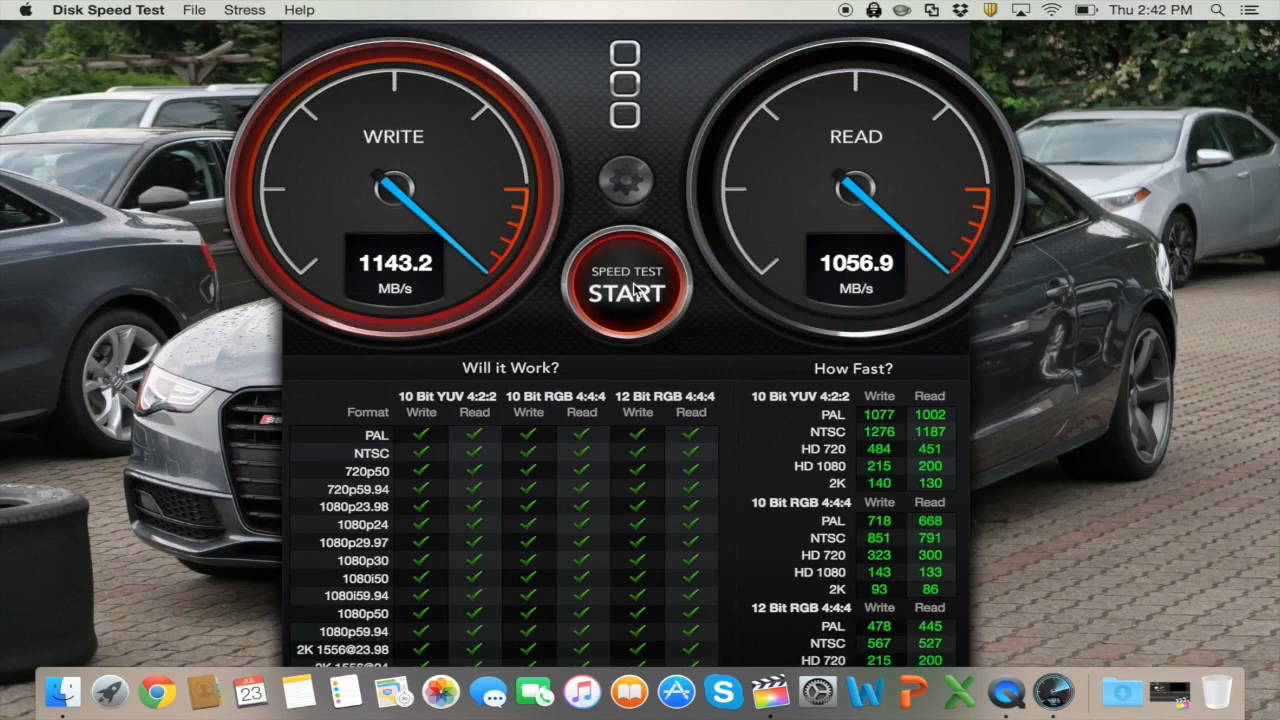 Disk Speed Test File Stress Help Thu 2:42 PM
WRITE
1143.2
MB/s
SPEED TEST
START
READ
1056.9
MB/s
Will it Work?
10 Bit YUV 4:2:2 10 Bit RGB 4:4:4 12 Bit RGB 4:4:4
Format Write Read Write Read Write Read
PAL
NTSC
720p50
720p59.94
1080p23.98
1080p24
1080p29.97
1080p30
1080i50
1080i59.94
1080p50
1080p59.94
2K 1556@23.98
2K 1556@24
How Fast?
10 Bit YUV 4:2:2 Write Read
PAL 1077 1002
NTSC 1276 1187
HD 720 484 451
HD 1080 215 200
2K 140 130
10 Bit RGB 4:4:4 Write Read
PAL 718 668
NTSC 851 791
HD 720 323 300
HD 1080 143 133
2K 93 86
12 Bit RGB 4:4:4 Write Read
PAL 478 445
NTSC 567 527
HD 720 215 200
JUL
23